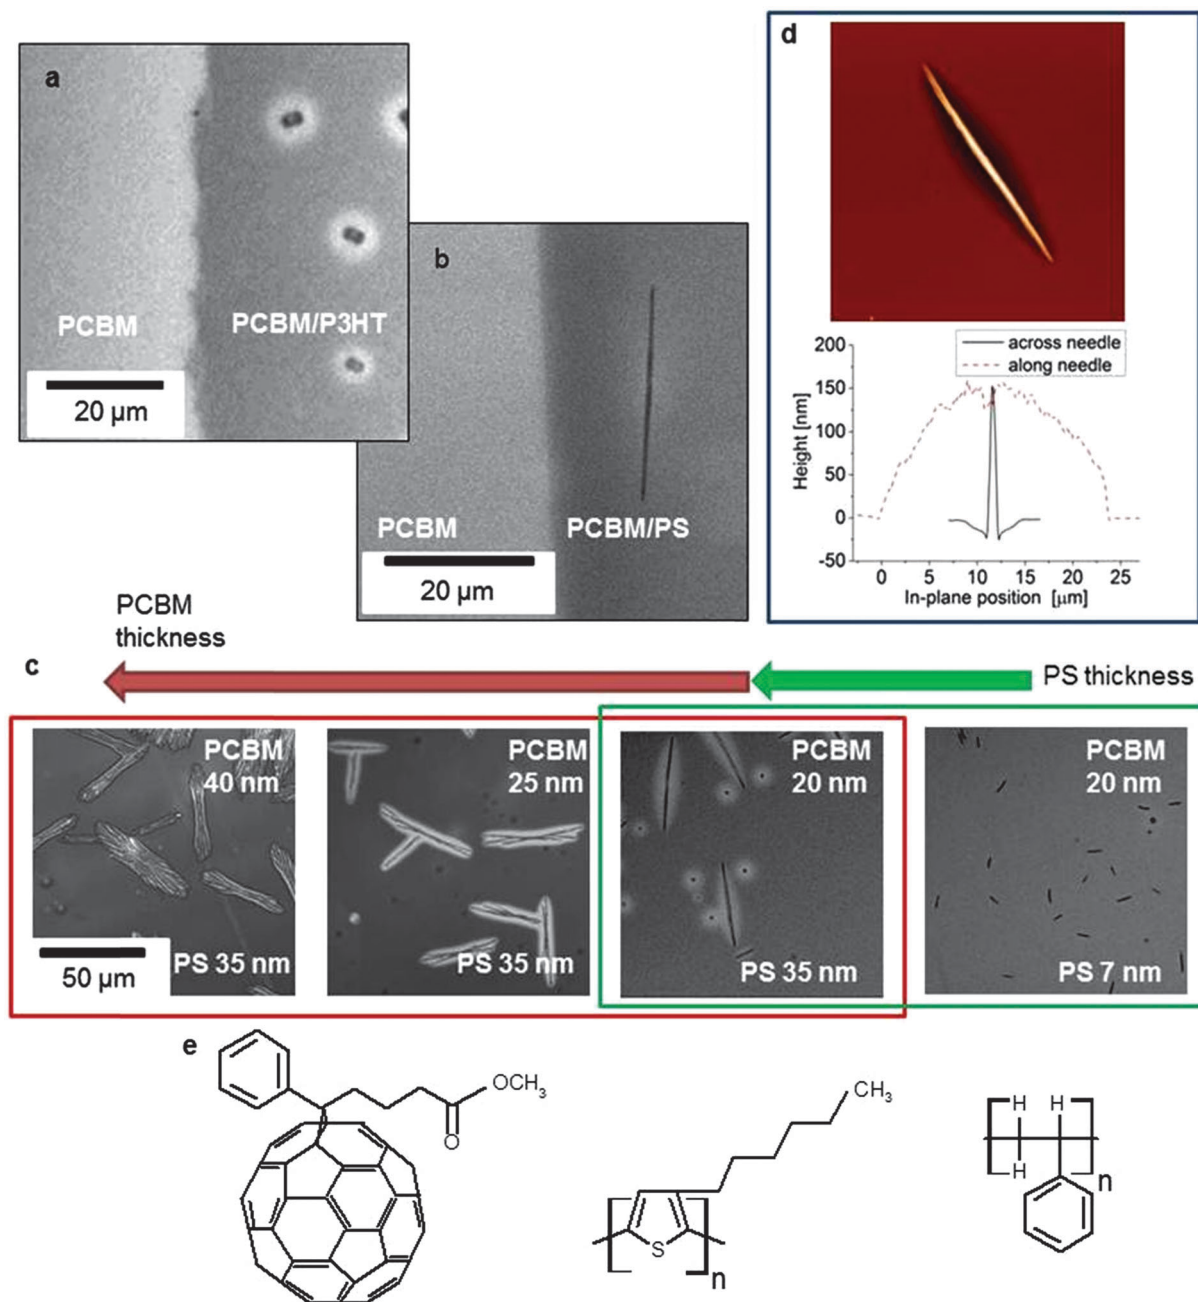 a
PCBM
PCBM/P3HT
20 µm
b
PCBM
PCBM/PS
20 µm
d
across needle
along needle
200
150
100
50
0
-50
Height [nm]
0 5 10 15 20 25
In-plane position [µm]
PCBM
thickness
c
PS thickness
PCBM
40 nm
PS 35 nm
50 µm
PCBM
25 nm
PS 35 nm
PCBM
20 nm
PS 35 nm
PCBM
20 nm
PS 7 nm
e
OCH3
O
CH3
S
n
H H
H
n